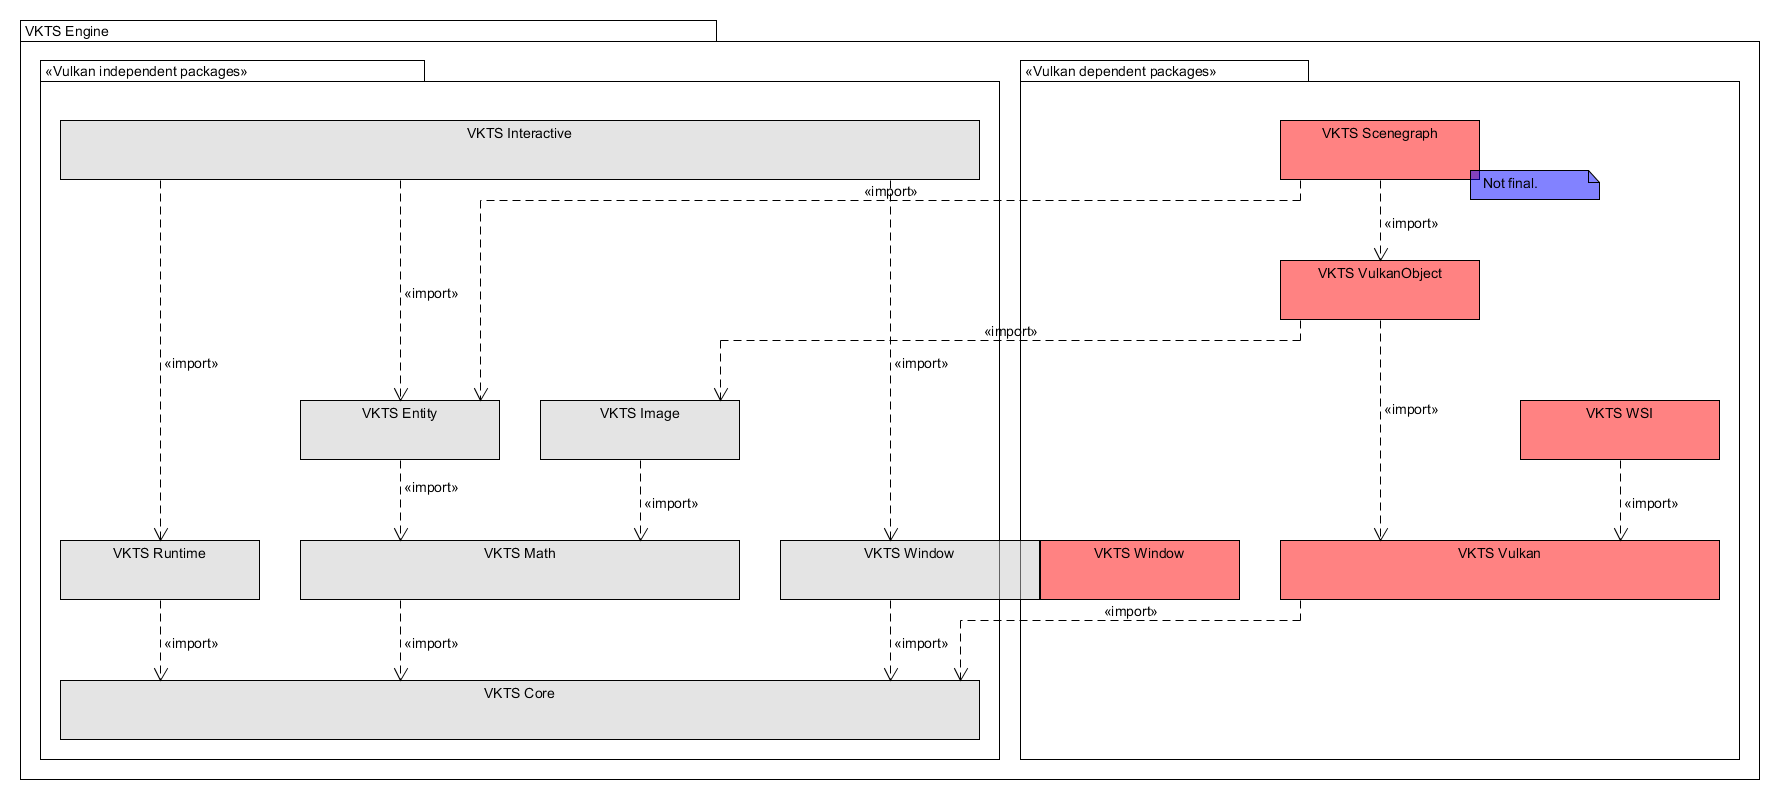 VKTS Engine
«Vulkan independent packages»
«Vulkan dependent packages»
VKTS Interactive
VKTS Scenegraph
Not final.
«import»
«import»
VKTS VulkanObject
«import»
«import»
«import»
«import»
«import»
VKTS Entity
VKTS Image
VKTS WSI
«import»
«import»
«import»
VKTS Runtime
VKTS Math
VKTS Window
VKTS Window
VKTS Vulkan
«import»
«import»
«import»
«import»
VKTS Core